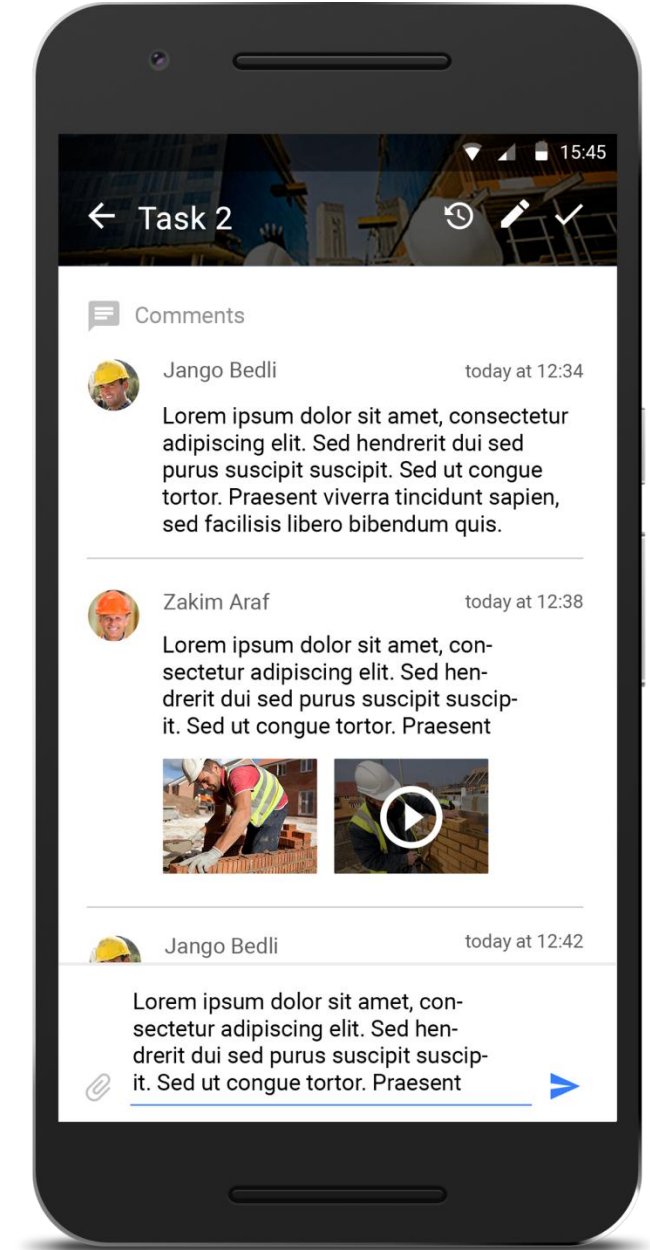 15:45
Task 2
Comments
Jango Bedli today at 12:34
Lorem ipsum dolor sit amet, consectetur
adipiscing elit. Sed hendrerit dui sed
purus suscipit suscipit. Sed ut congue
tortor. Praesent viverra tincidunt sapien,
sed facilisis libero bibendum quis.
Zakim Araf today at 12:38
Lorem ipsum dolor sit amet, con-
sectetur adipiscing elit. Sed hen-
drerit dui sed purus suscipit suscip-
it. Sed ut congue tortor. Praesent
Jango Bedli today at 12:42
Lorem ipsum dolor sit amet, con-
sectetur adipiscing elit. Sed hen-
drerit dui sed purus suscipit suscip-
it. Sed ut congue tortor. Praesent